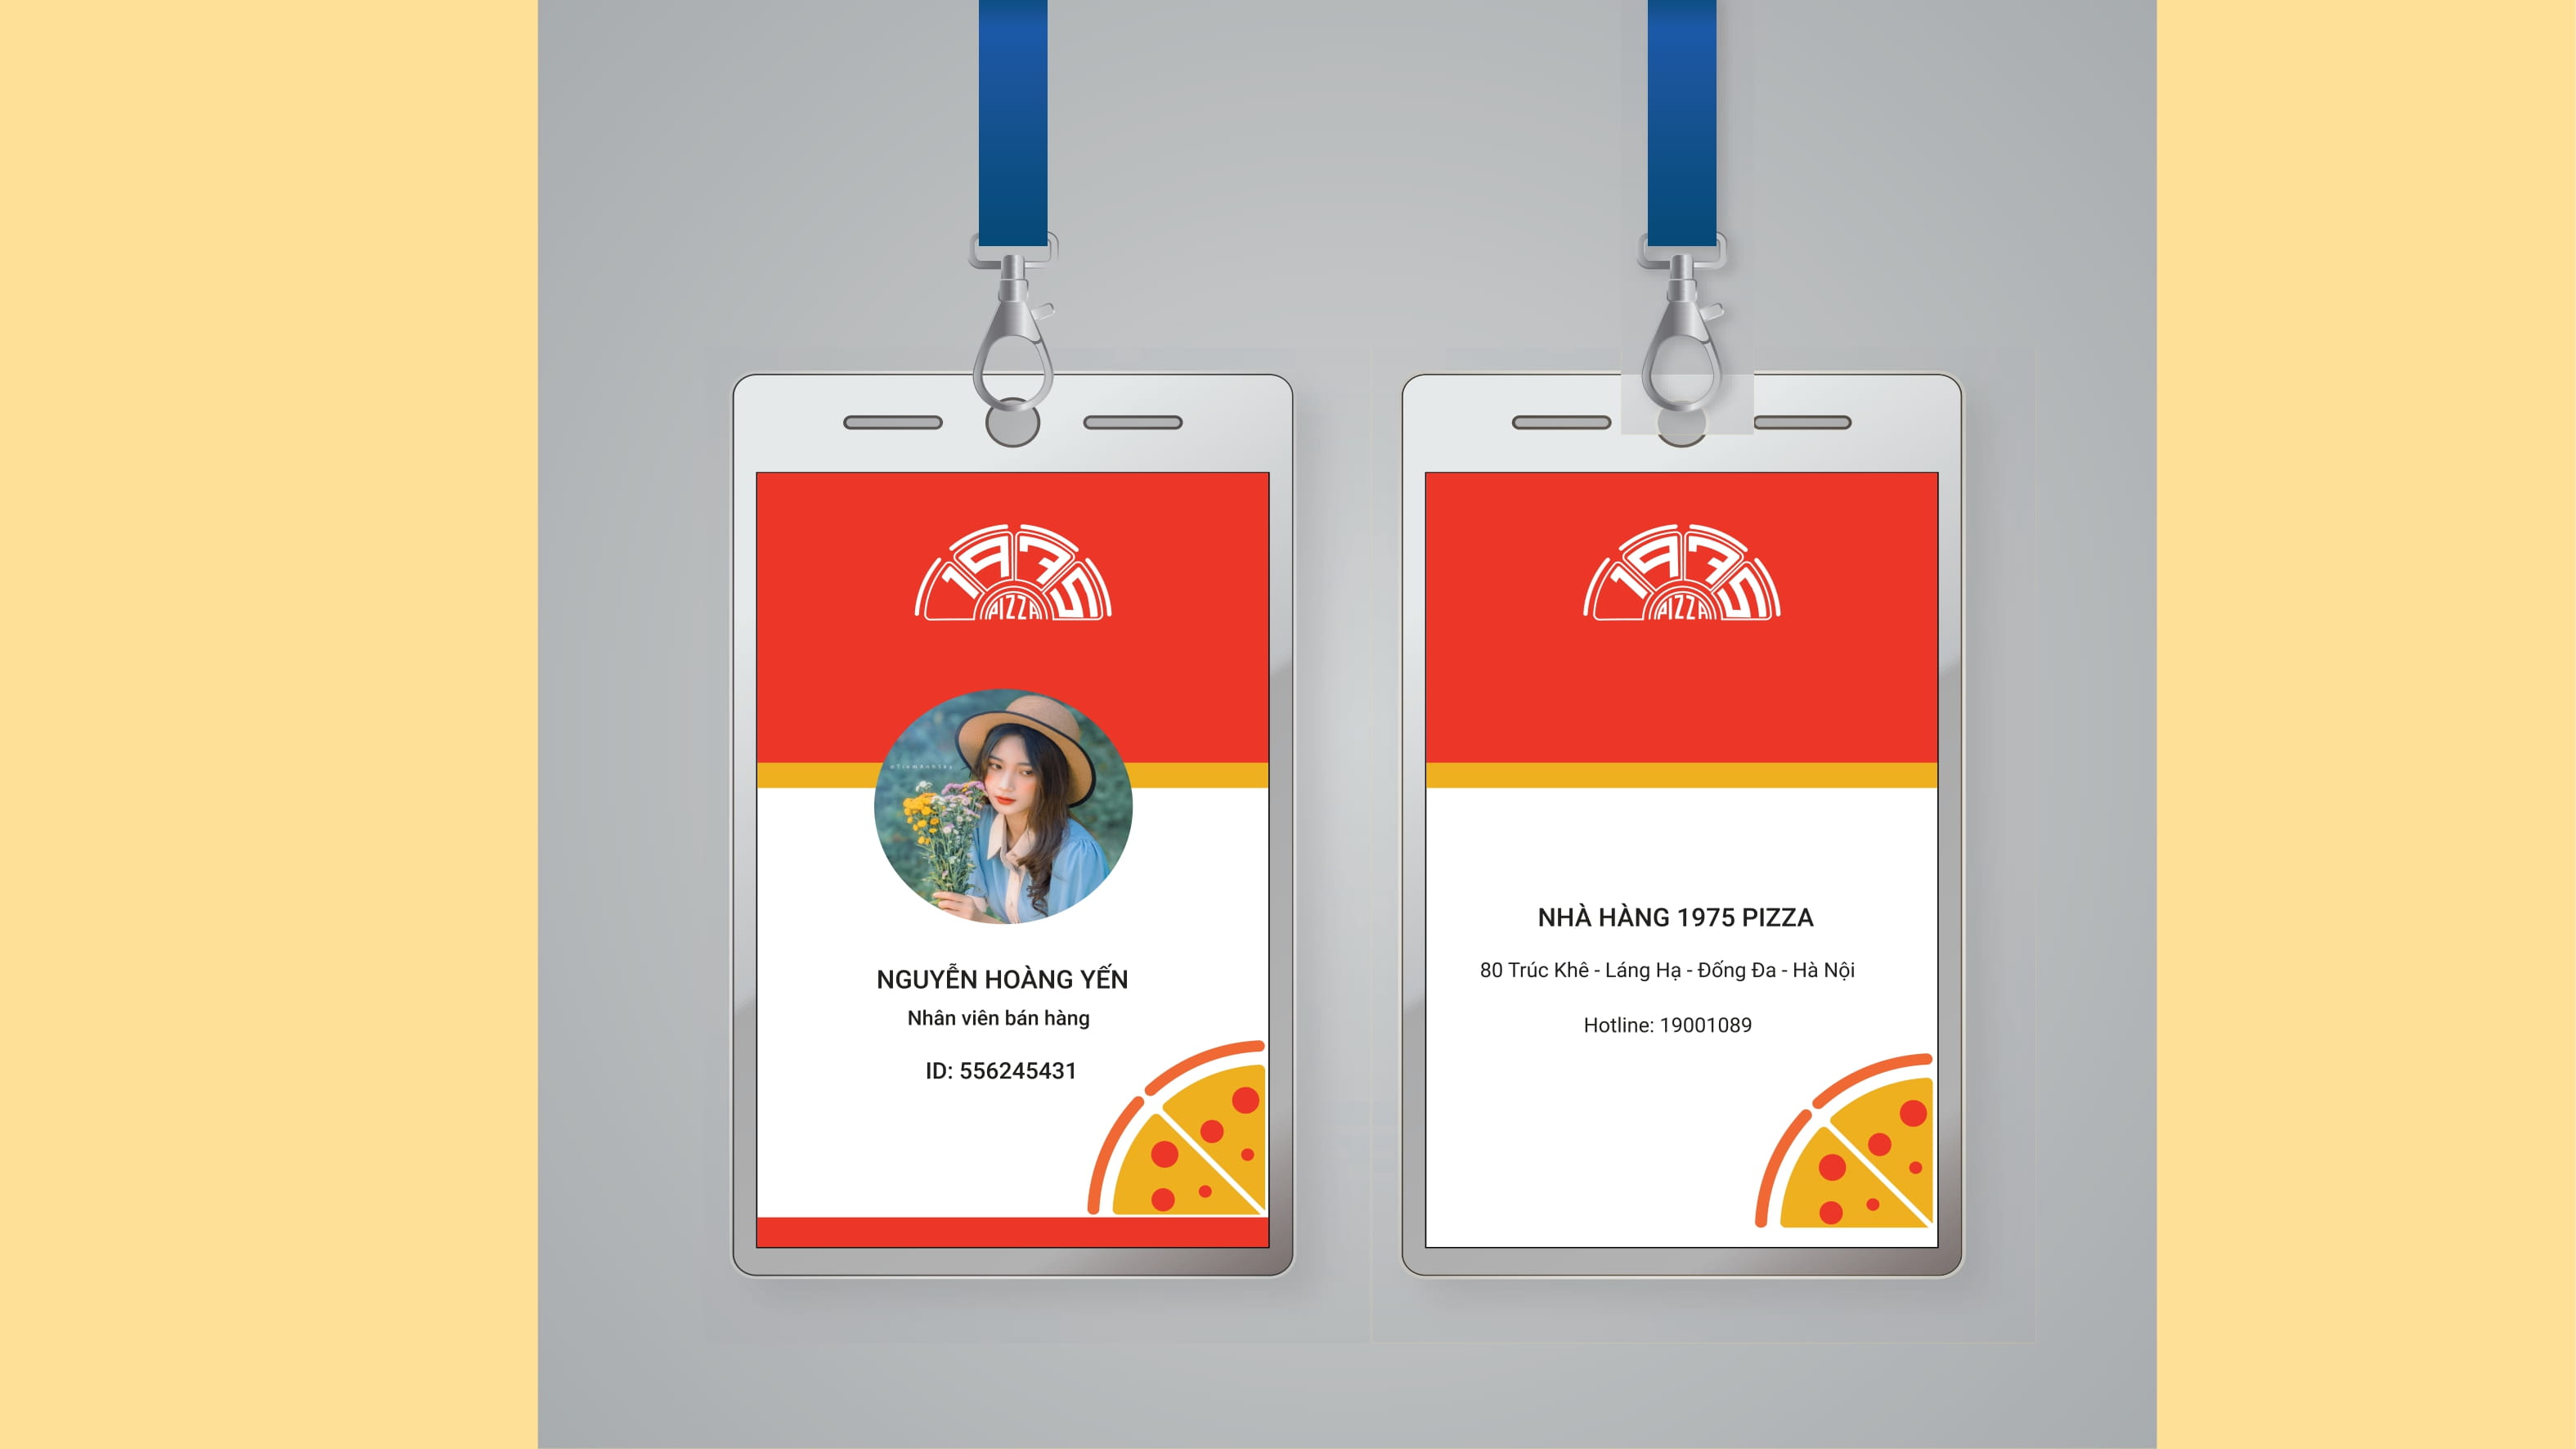 1975
PIZZA
@TiemAnhSky
NGUYỄN HOÀNG YẾN
Nhân viên bán hàng
ID: 556245431
1975
PIZZA
NHÀ HÀNG 1975 PIZZA
80 Trúc Khê - Láng Hạ - Đống Đa - Hà Nội
Hotline: 19001089